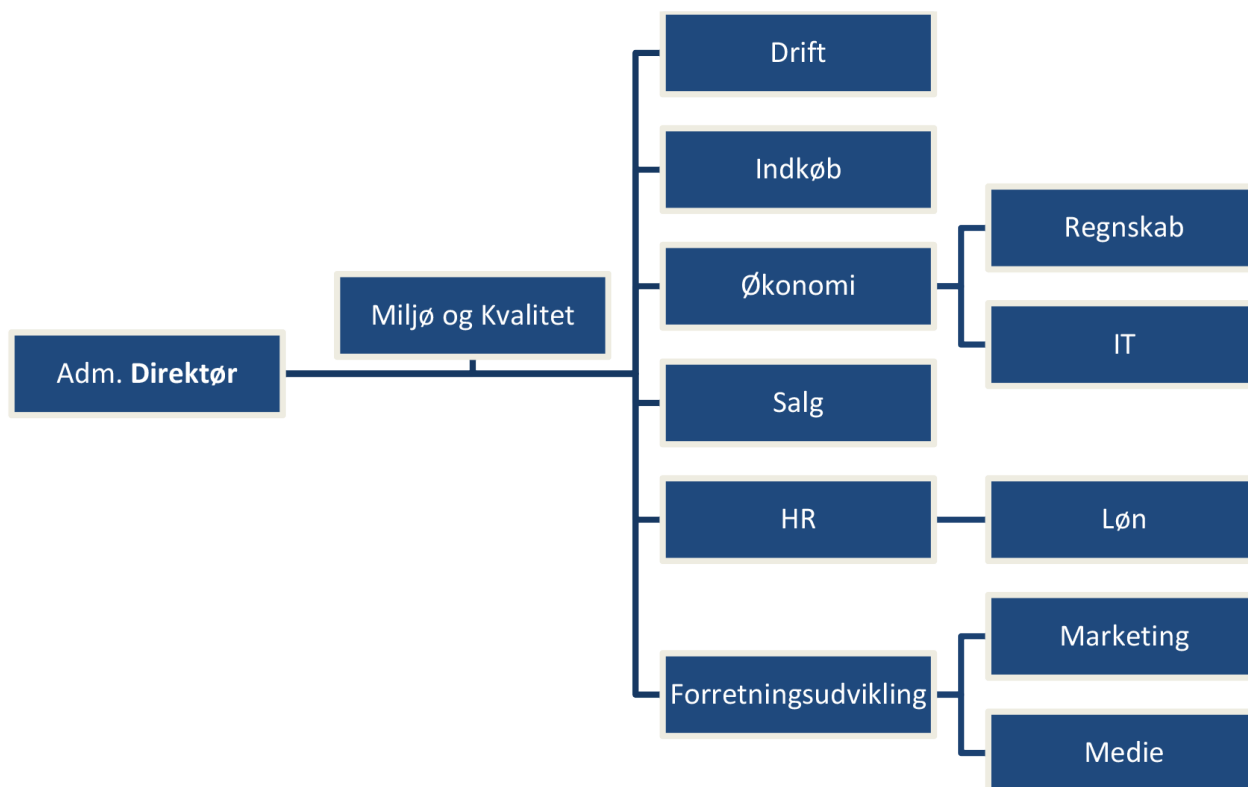 Adm. Direktør
Miljø og Kvalitet
Drift
Indkøb
Økonomi
Regnskab
IT
Salg
HR
Løn
Forretningsudvikling
Marketing
Medie